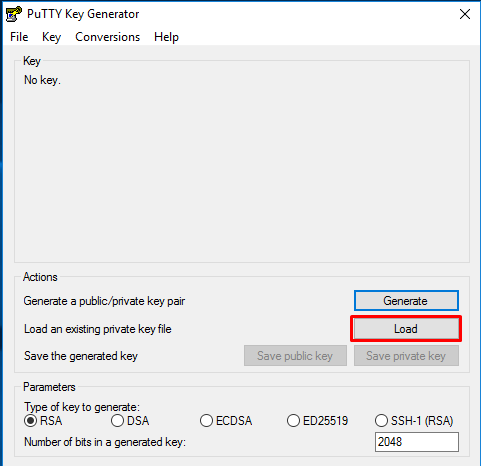 PuTTY Key Generator
File Key Conversions Help
Key
No key.
Actions
Generate a public/private key pair Generate
Load an existing private key file Load
Save the generated key Save public key Save private key
Parameters
Type of key to generate:
RSA DSA ECDSA ED25519 SSH-1 (RSA)
Number of bits in a generated key: 2048